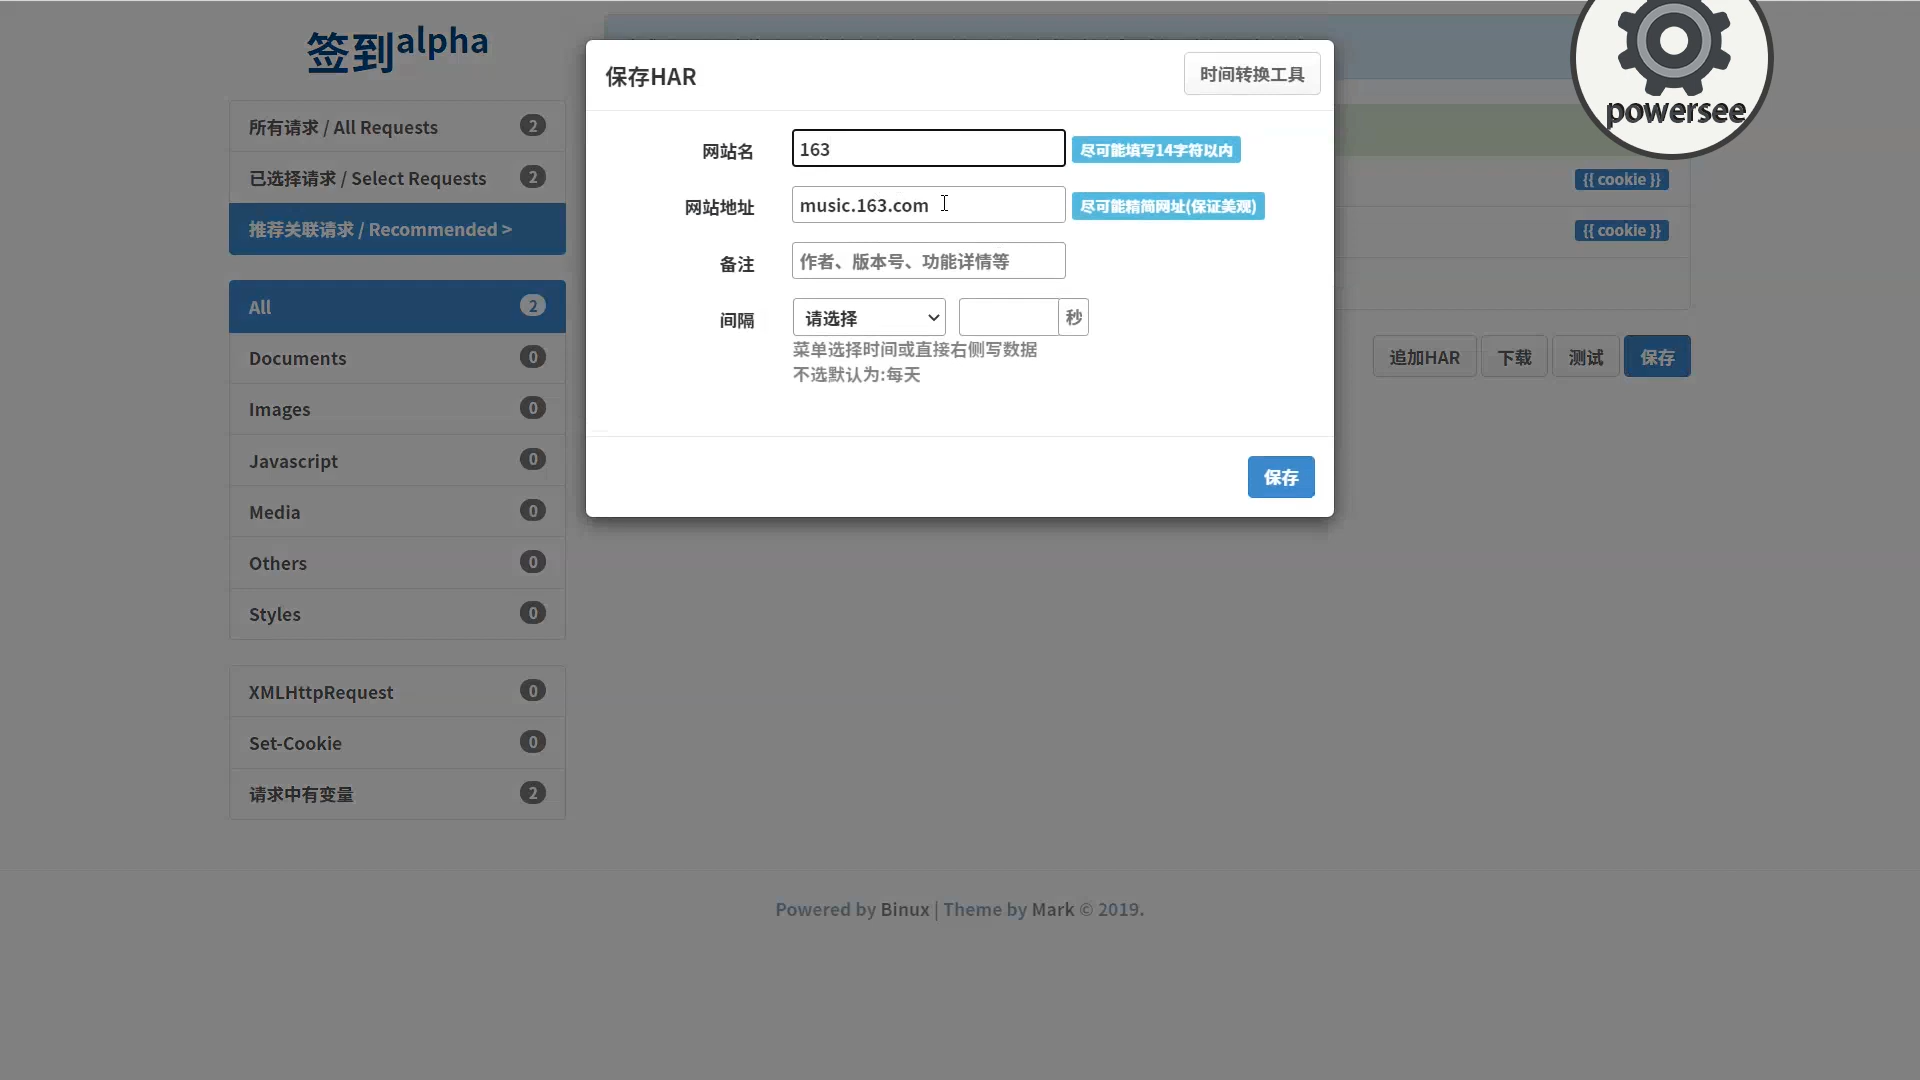 签到alpha
所有请求 / All Requests 2
已选择请求 / Select Requests 2
推荐关联请求 / Recommended >
All 2
Documents 0
Images 0
Javascript 0
Media 0
Others 0
Styles 0
XMLHttpRequest 0
Set-Cookie 0
请求中有变量 2
保存HAR
时间转换工具
网站名 163 尽可能填写14字符以内
网站地址 music.163.com 尽可能精简网址(保证美观)
备注 作者、版本号、功能详情等
间隔 请选择 秒
菜单选择时间或直接右侧写数据
不选默认为:每天
保存
powersee
{{ cookie }}
{{ cookie }}
追加HAR 下载 测试 保存
Powered by Binux | Theme by Mark © 2019.